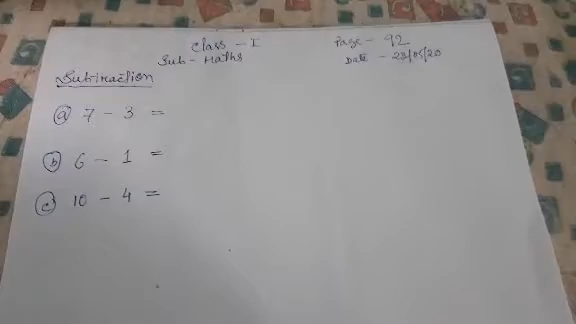 Class - I Page - 92
Sub - Maths Date - 23/05/20
Subtraction
(a) 7 - 3 =
(b) 6 - 1 =
(c) 10 - 4 =